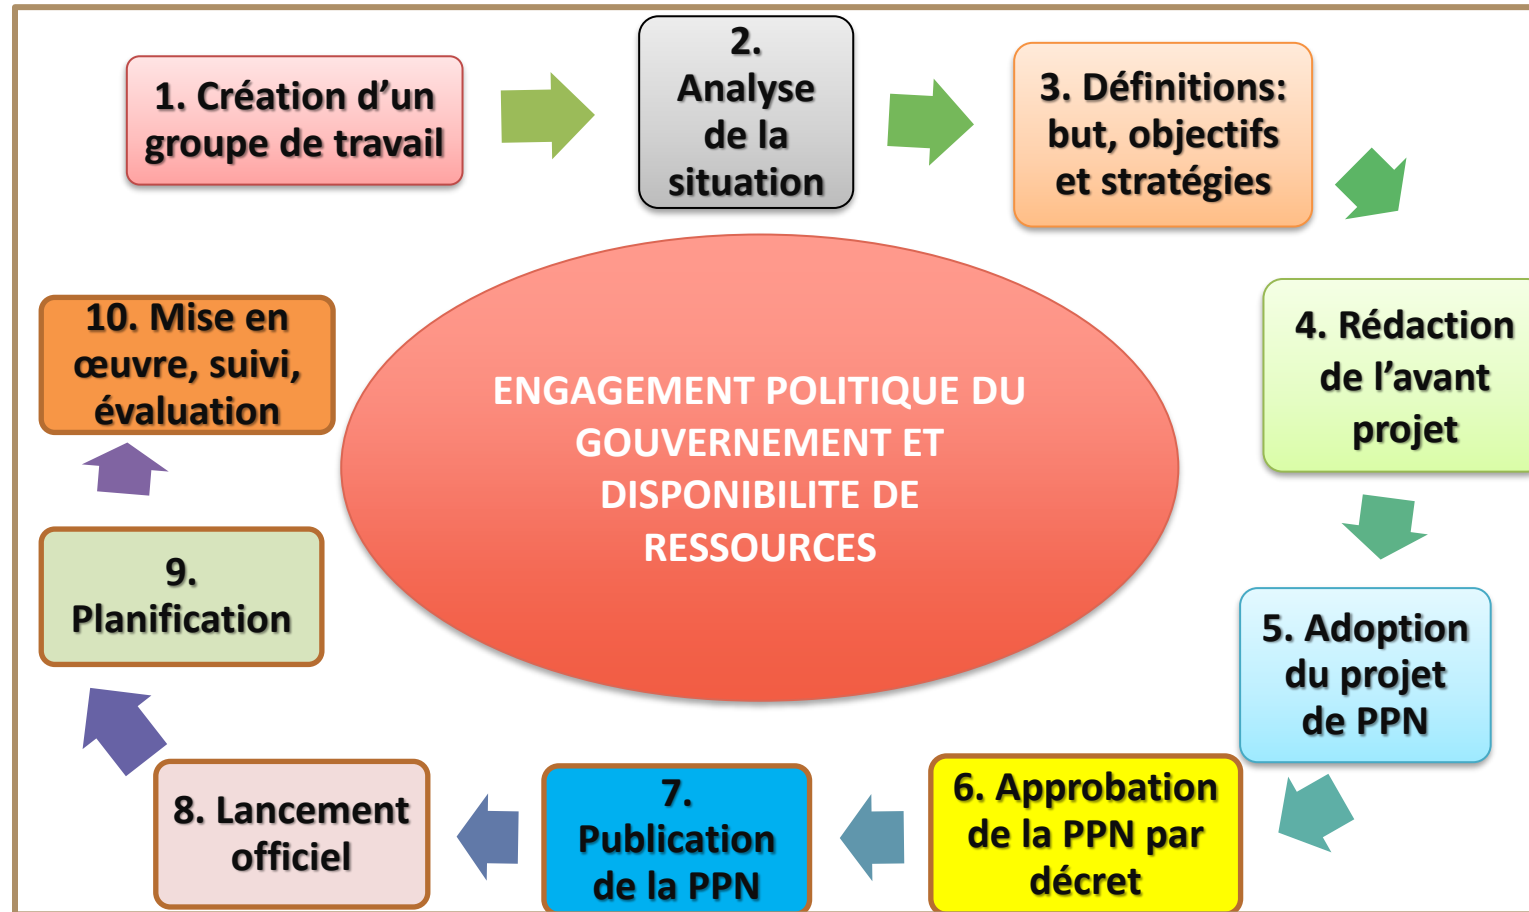 1. Création d’un
groupe de travail
2.
Analyse
de la
situation
3. Définitions:
but, objectifs
et stratégies
4. Rédaction
de l’avant
projet
5. Adoption
du projet
de PPN
6. Approbation
de la PPN par
décret
7.
Publication
de la PPN
8. Lancement
officiel
9.
Planification
10. Mise en
œuvre, suivi,
évaluation
ENGAGEMENT POLITIQUE DU
GOUVERNEMENT ET
DISPONIBILITE DE
RESSOURCES